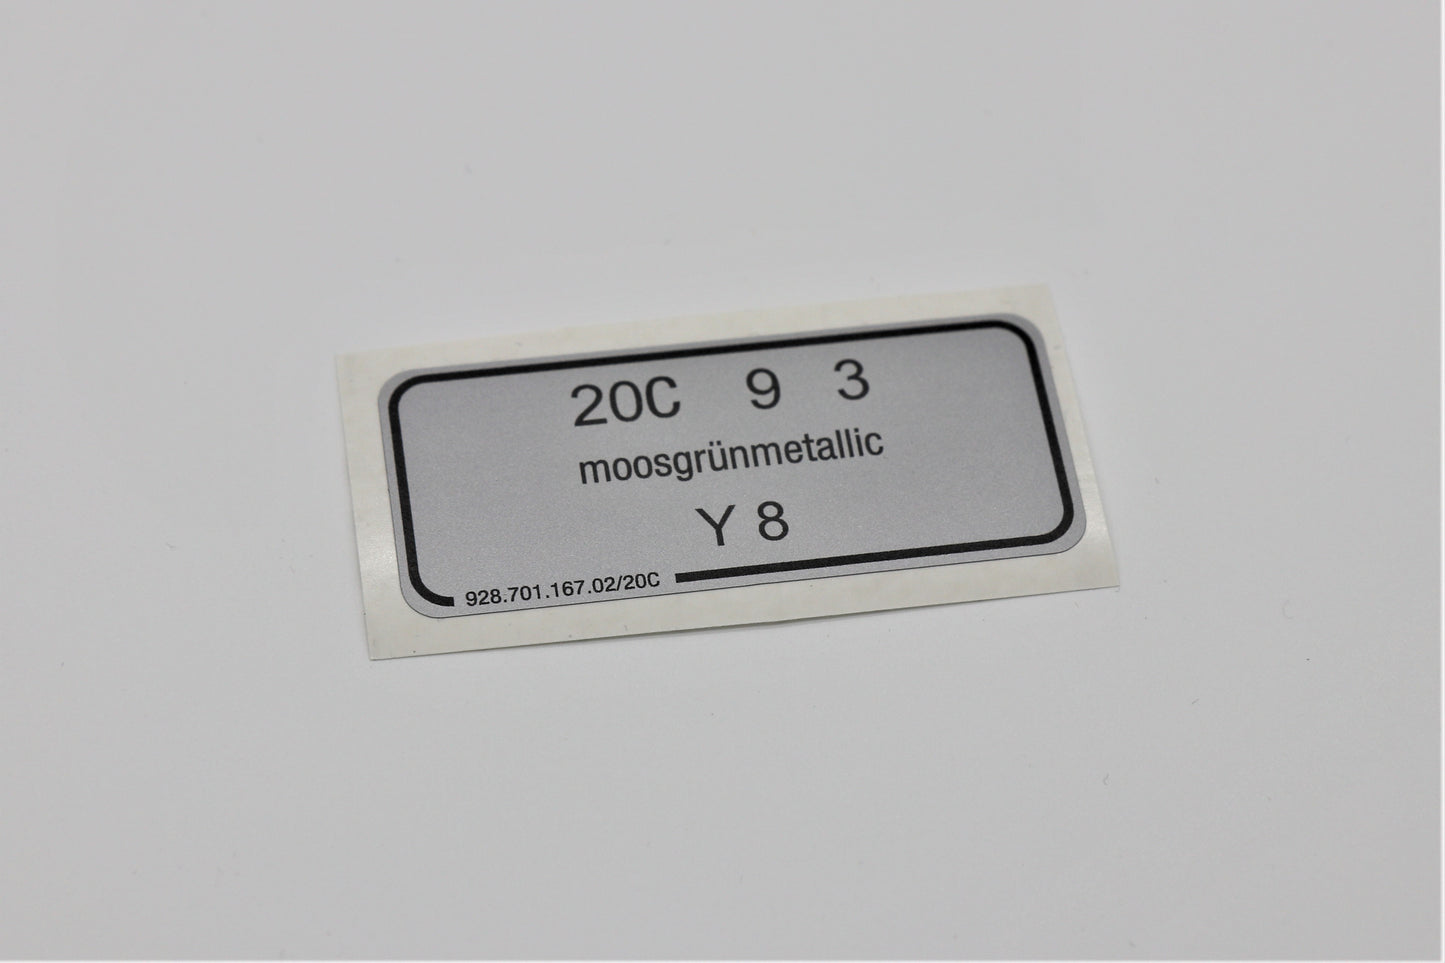 20C 9 3
moosgrünmetallic
Y 8
928.701.167.02/20C